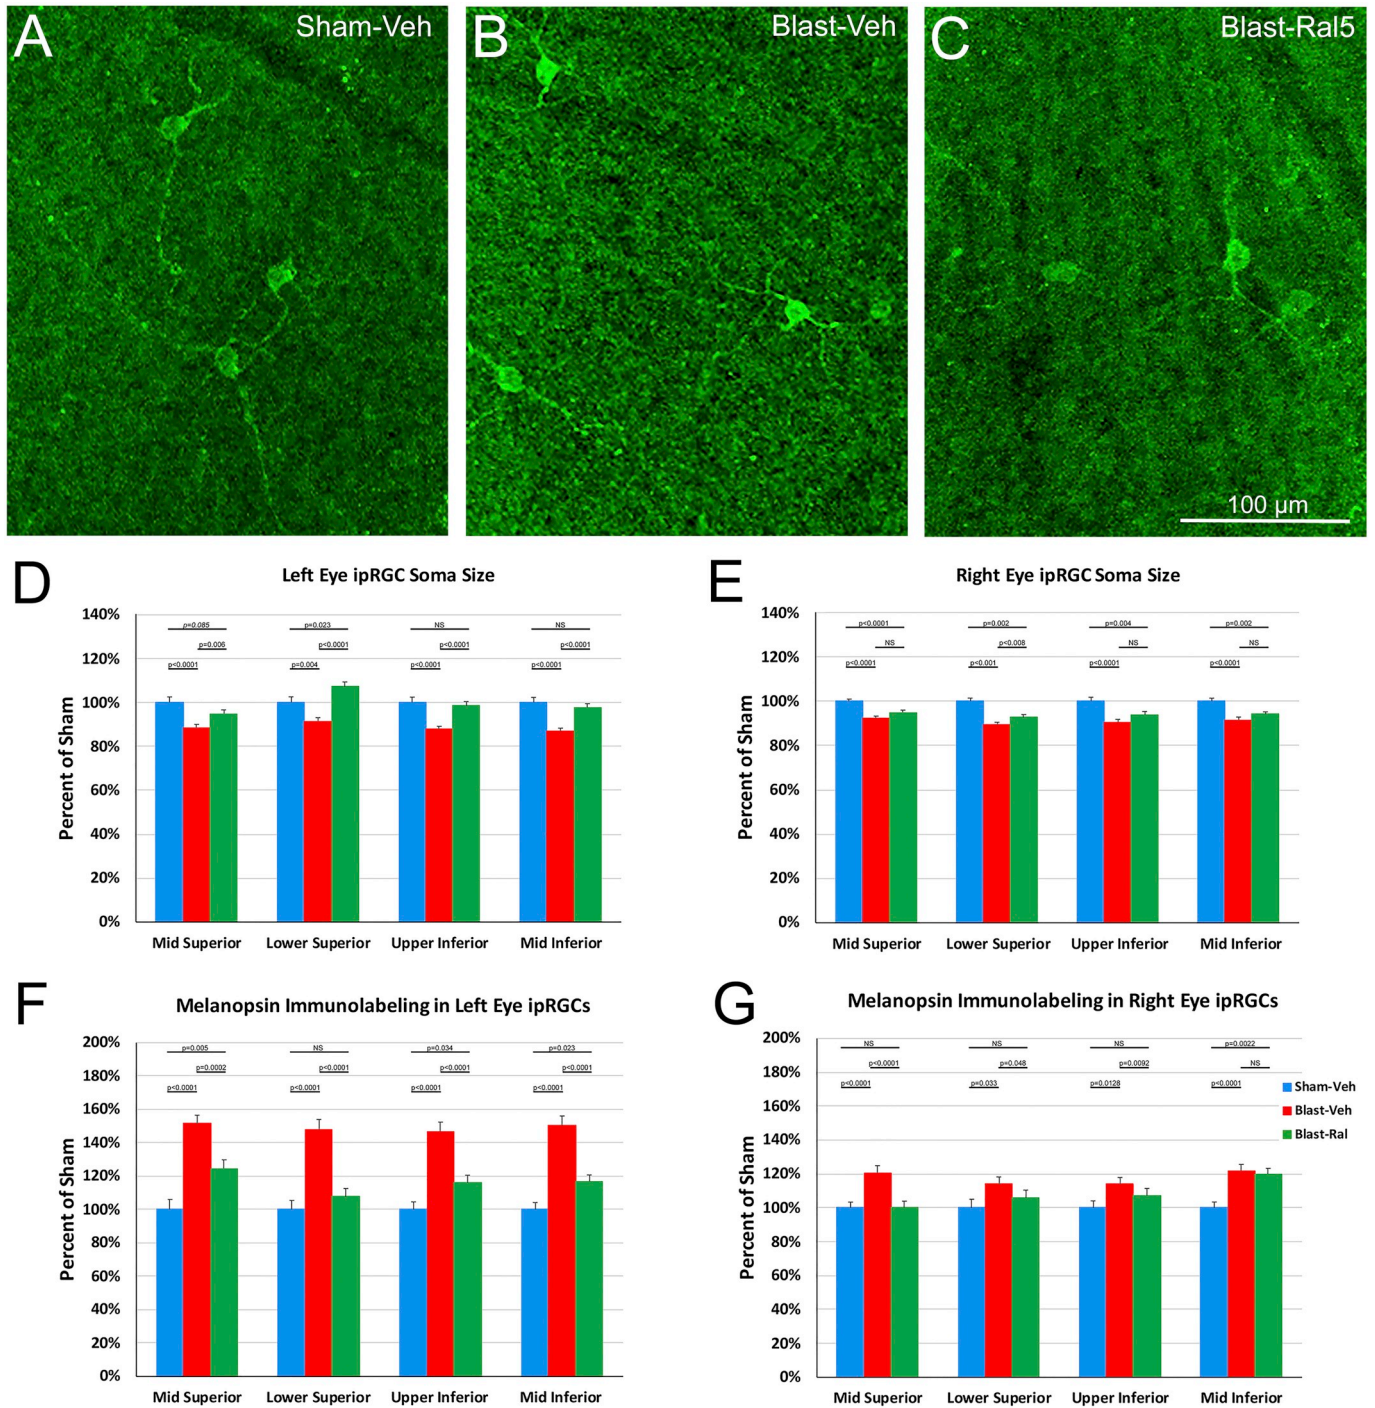 A
Sham-Veh
B
Blast-Veh
C
Blast-Ral5
100 µm
D
Left Eye ipRGC Soma Size
Percent of Sham
140%
120%
100%
80%
60%
40%
20%
0%
p=0.085
p=0.006
p<0.0001
p=0.023
p<0.0001
p=0.004
NS
p<0.0001
p<0.0001
NS
p<0.0001
p<0.0001
Mid Superior
Lower Superior
Upper Inferior
Mid Inferior
E
Right Eye ipRGC Soma Size
Percent of Sham
140%
120%
100%
80%
60%
40%
20%
0%
p<0.0001
NS
p<0.0001
p=0.002
p<0.008
p<0.001
p=0.004
NS
p<0.0001
p=0.002
NS
p<0.0001
Mid Superior
Lower Superior
Upper Inferior
Mid Inferior
F
Melanopsin Immunolabeling in Left Eye ipRGCs
Percent of Sham
200%
180%
160%
140%
120%
100%
80%
60%
40%
20%
0%
p=0.005
p=0.0002
p<0.0001
NS
p<0.0001
p<0.0001
p=0.034
p<0.0001
p<0.0001
p=0.023
p<0.0001
p<0.0001
Mid Superior
Lower Superior
Upper Inferior
Mid Inferior
G
Melanopsin Immunolabeling in Right Eye ipRGCs
Percent of Sham
200%
180%
160%
140%
120%
100%
80%
60%
40%
20%
0%
NS
p<0.0001
p<0.0001
NS
p=0.048
p=0.033
NS
p=0.0092
p=0.0128
p=0.0022
NS
p<0.0001
Sham-Veh
Blast-Veh
Blast-Ral
Mid Superior
Lower Superior
Upper Inferior
Mid Inferior